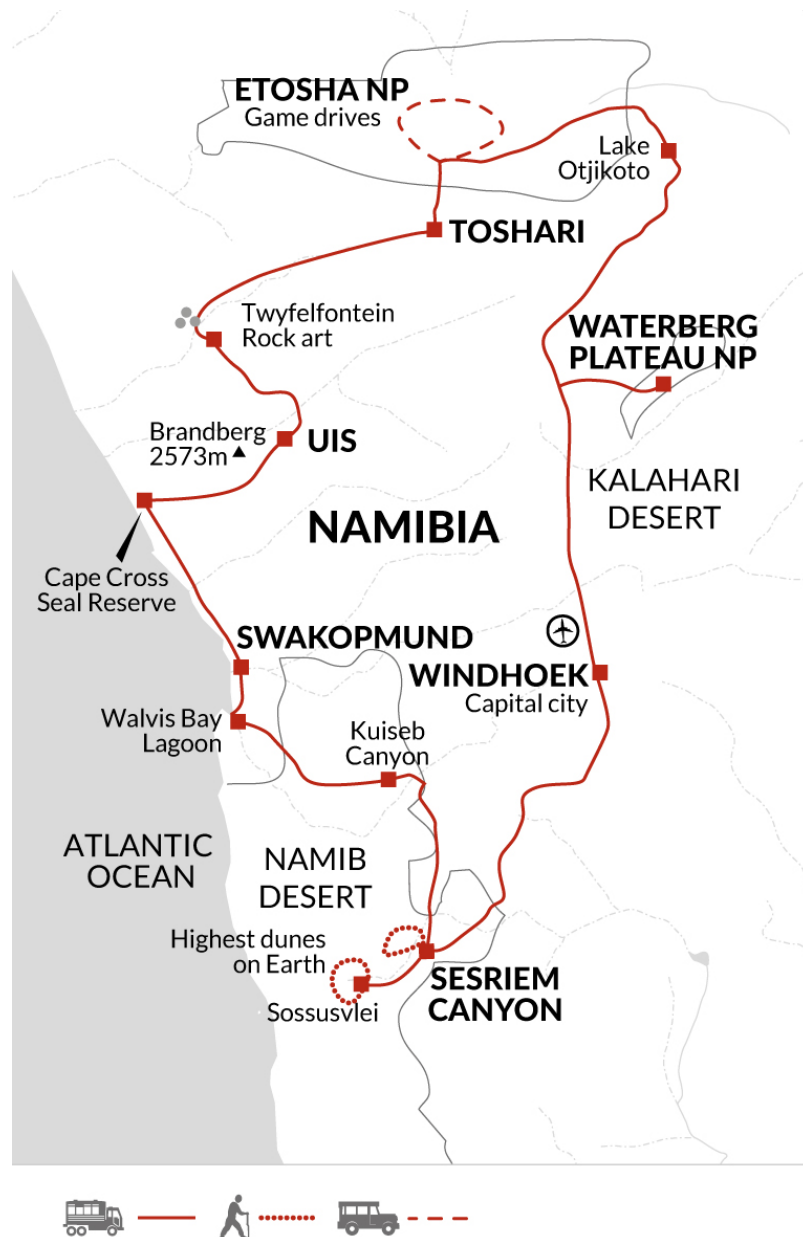 ETOSHA NP
Game drives
Lake
Otjikoto
TOSHARI
Twyfelfontein
Rock art
WATERBERG
PLATEAU NP
Brandberg
2573m
UIS
KALAHARI
DESERT
NAMIBIA
Cape Cross
Seal Reserve
SWAKOPMUND
WINDHOEK
Capital city
Walvis Bay
Lagoon
Kuiseb
Canyon
ATLANTIC
OCEAN
NAMIB
DESERT
Highest dunes
on Earth
SESRIEM
CANYON
Sossusvlei